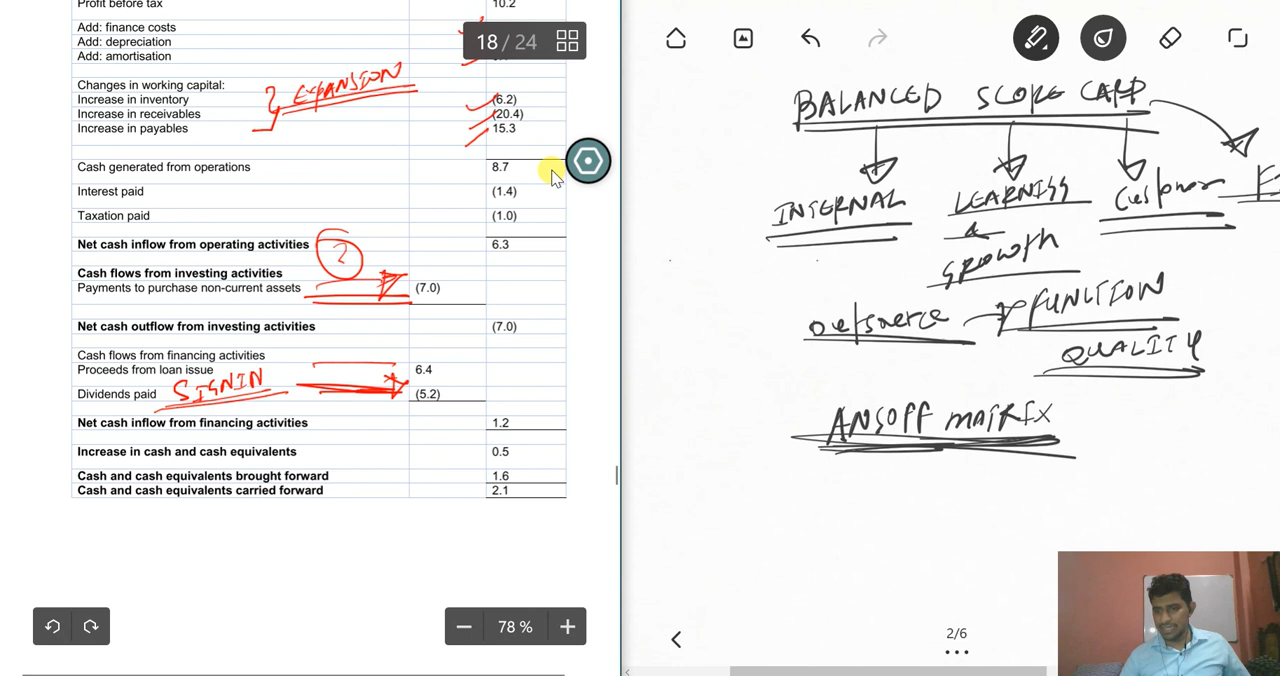 Profit before tax 10.2
Add: finance costs
Add: depreciation
Add: amortisation
18 / 24
Changes in working capital:
EXPANSION
Increase in inventory (6.2)
Increase in receivables (20.4)
Increase in payables 15.3
Cash generated from operations 8.7
Interest paid (1.4)
Taxation paid (1.0)
Net cash inflow from operating activities 6.3
2
Cash flows from investing activities
Payments to purchase non-current assets (7.0)
Net cash outflow from investing activities (7.0)
Cash flows from financing activities
Proceeds from loan issue 6.4
SIGNIN
Dividends paid (5.2)
Net cash inflow from financing activities 1.2
Increase in cash and cash equivalents 0.5
Cash and cash equivalents brought forward 1.6
Cash and cash equivalents carried forward 2.1
78 %
BALANCED SCORE CARD
INTERNAL LEARNING Customer
&
GROWTH
Outsource FUNCTION
QUALITY
ANSOFF MATRIX
2/6